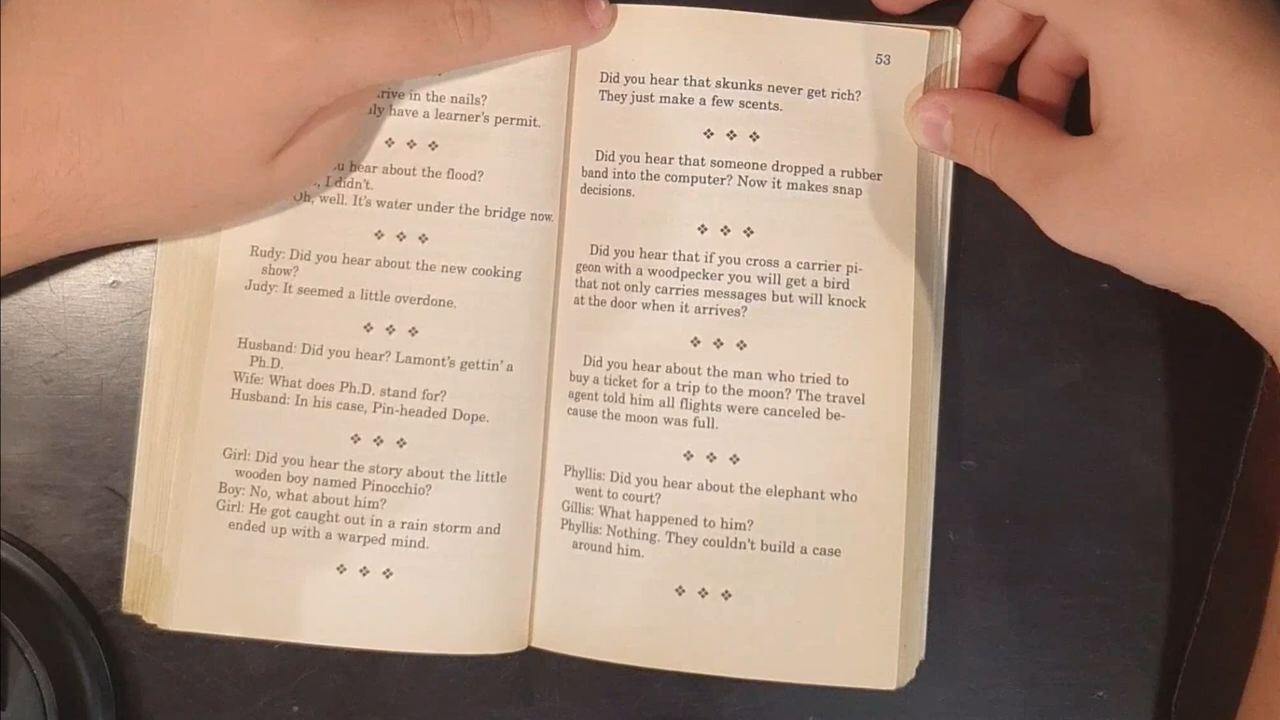 in the nails?
have a learner's permit.
❖ ❖ ❖
hear about the flood?
I didn't.
Oh, well. It's water under the bridge now.
❖ ❖ ❖
Rudy: Did you hear about the new cooking
show?
Judy: It seemed a little overdone.
❖ ❖ ❖
Husband: Did you hear? Lamont's gettin' a
Ph.D.
Wife: What does Ph.D. stand for?
Husband: In his case, Pin-headed Dope.
❖ ❖ ❖
Girl: Did you hear the story about the little
wooden boy named Pinocchio?
Boy: No, what about him?
Girl: He got caught out in a rain storm and
ended up with a warped mind.
❖ ❖ ❖
53
Did you hear that skunks never get rich?
They just make a few scents.
❖ ❖ ❖
Did you hear that someone dropped a rubber
band into the computer? Now it makes snap
decisions.
❖ ❖ ❖
Did you hear that if you cross a carrier pi-
geon with a woodpecker you will get a bird
that not only carries messages but will knock
at the door when it arrives?
❖ ❖ ❖
Did you hear about the man who tried to
buy a ticket for a trip to the moon? The travel
agent told him all flights were canceled be-
cause the moon was full.
❖ ❖ ❖
Phyllis: Did you hear about the elephant who
went to court?
Gillis: What happened to him?
Phyllis: Nothing. They couldn't build a case
around him.
❖ ❖ ❖